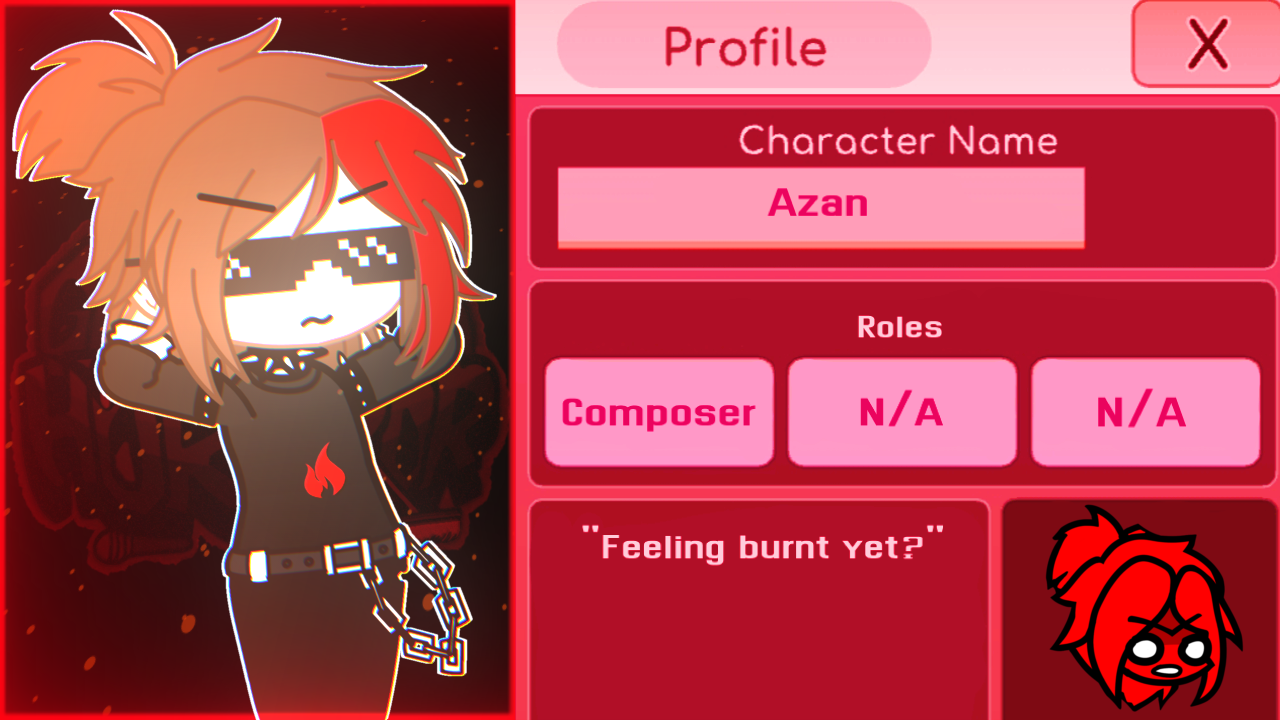 Profile
X
Character Name
Azan
Roles
Composer
N/A
N/A
"Feeling burnt yet?"